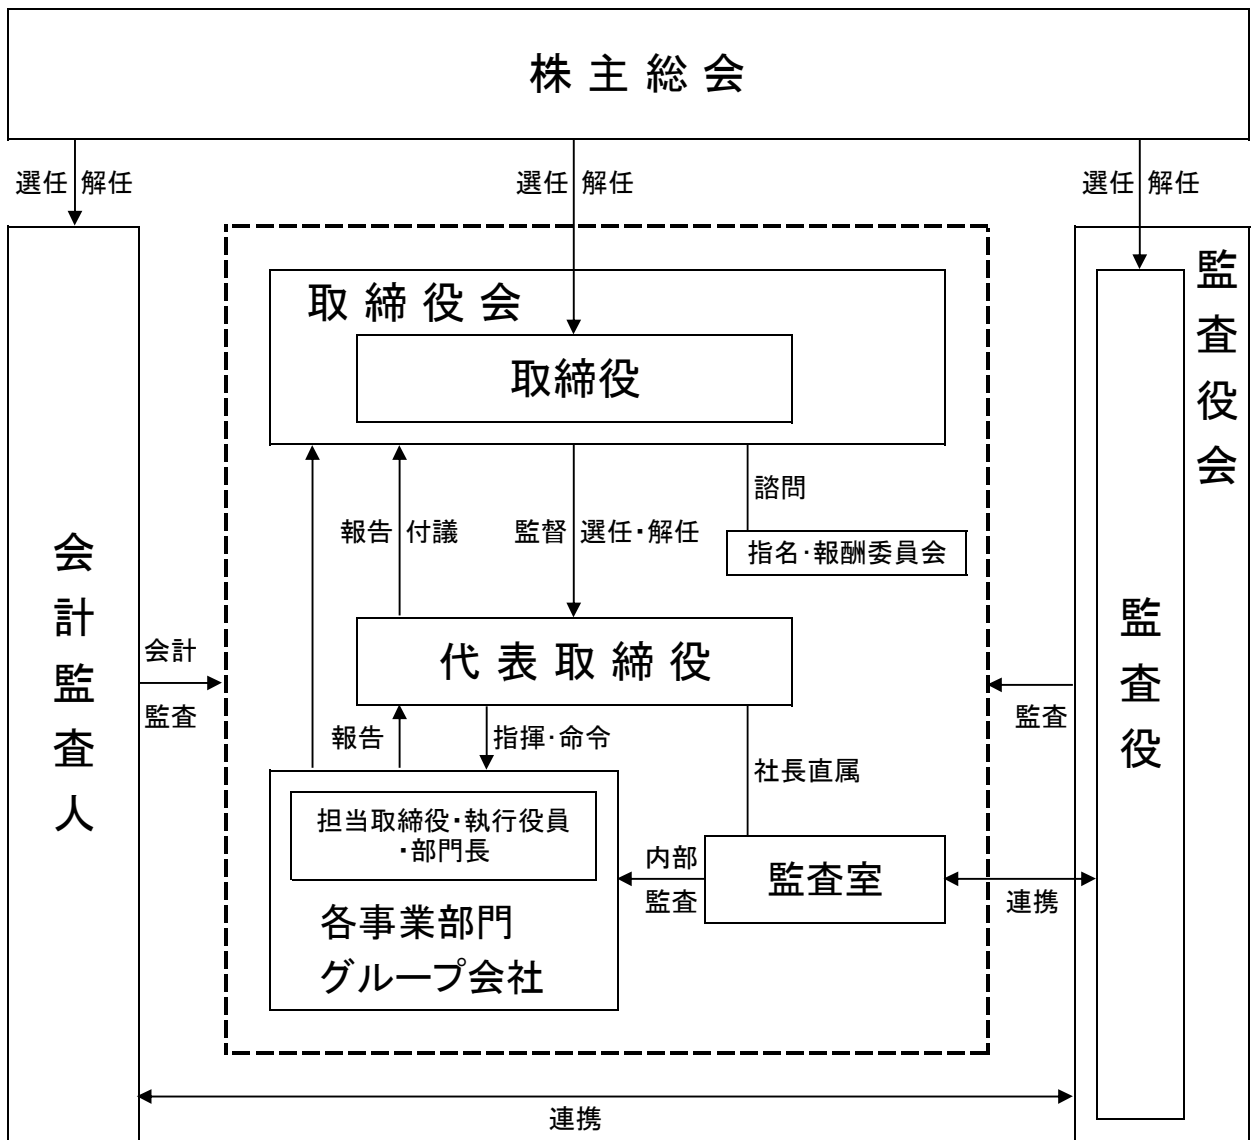 株主総会
選任 解任
選任 解任
選任 解任
取締役会
取締役
監査役会
監査役
会計監査人
諮問
指名・報酬委員会
報告 付議
監督 選任・解任
代表取締役
会計
監査
監査
報告
指揮・命令
社長直属
担当取締役・執行役員
・部門長
各事業部門
グループ会社
内部
監査
監査室
連携
連携